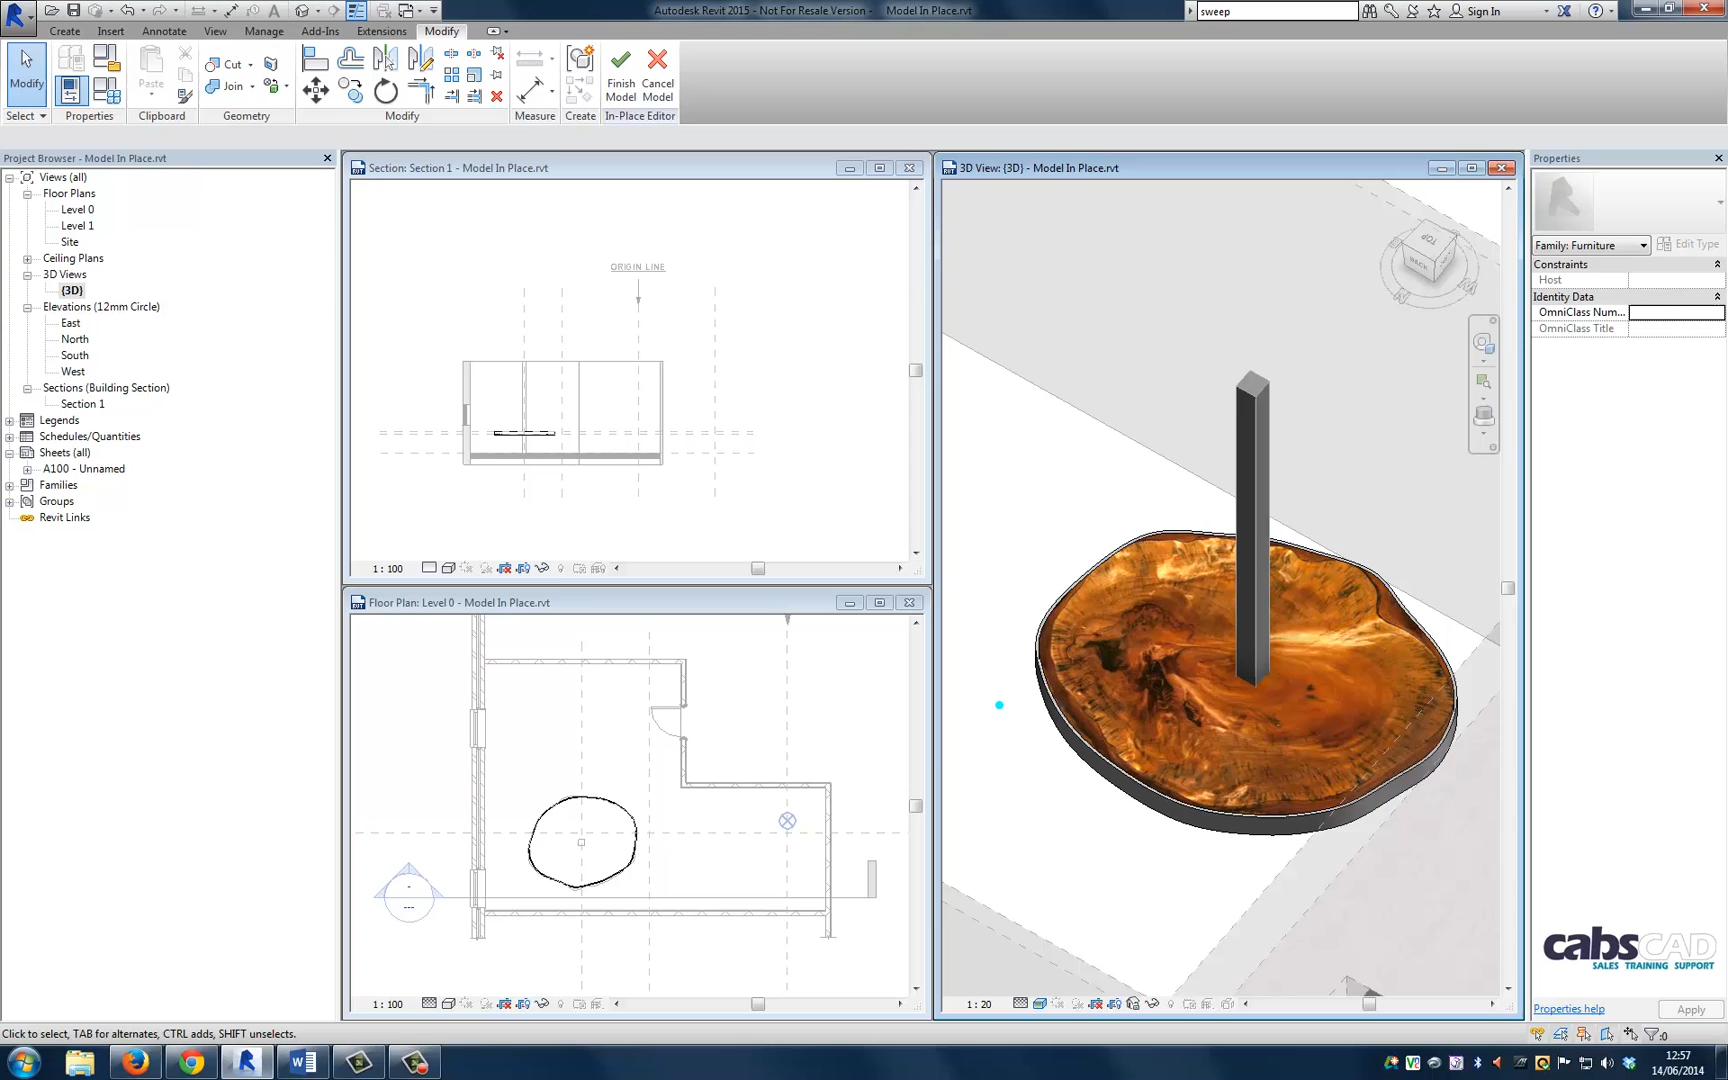 Autodesk Revit 2015 - Not For Resale Version - Model In Place.rvt
sweep
Sign In
Create Insert Annotate View Manage Add-Ins Extensions Modify
Modify
Paste
Cut
Join
Finish Model
Cancel Model
Select Properties Clipboard Geometry Modify Measure Create In-Place Editor
Project Browser - Model In Place.rvt
Views (all)
Floor Plans
Level 0
Level 1
Site
Ceiling Plans
3D Views
{3D}
Elevations (12mm Circle)
East
North
South
West
Sections (Building Section)
Section 1
Legends
Schedules/Quantities
Sheets (all)
A100 - Unnamed
Families
Groups
Revit Links
Section: Section 1 - Model In Place.rvt
ORIGIN LINE
1 : 100
Floor Plan: Level 0 - Model In Place.rvt
1 : 100
3D View: {3D} - Model In Place.rvt
TOP
BACK
1 : 20
Properties
Family: Furniture
Edit Type
Constraints
Host
Identity Data
OmniClass Num...
OmniClass Title
cabsCAD
SALES TRAINING SUPPORT
Properties help
Apply
Click to select, TAB for alternates, CTRL adds, SHIFT unselects.
:0
12:57
14/06/2014